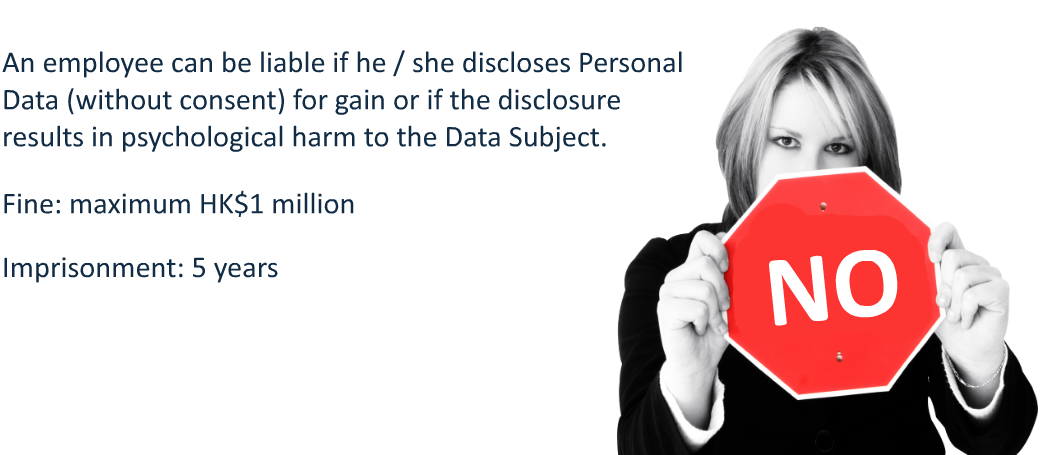 An employee can be liable if he / she discloses Personal
Data (without consent) for gain or if the disclosure
results in psychological harm to the Data Subject.
Fine: maximum HK$1 million
Imprisonment: 5 years
NO